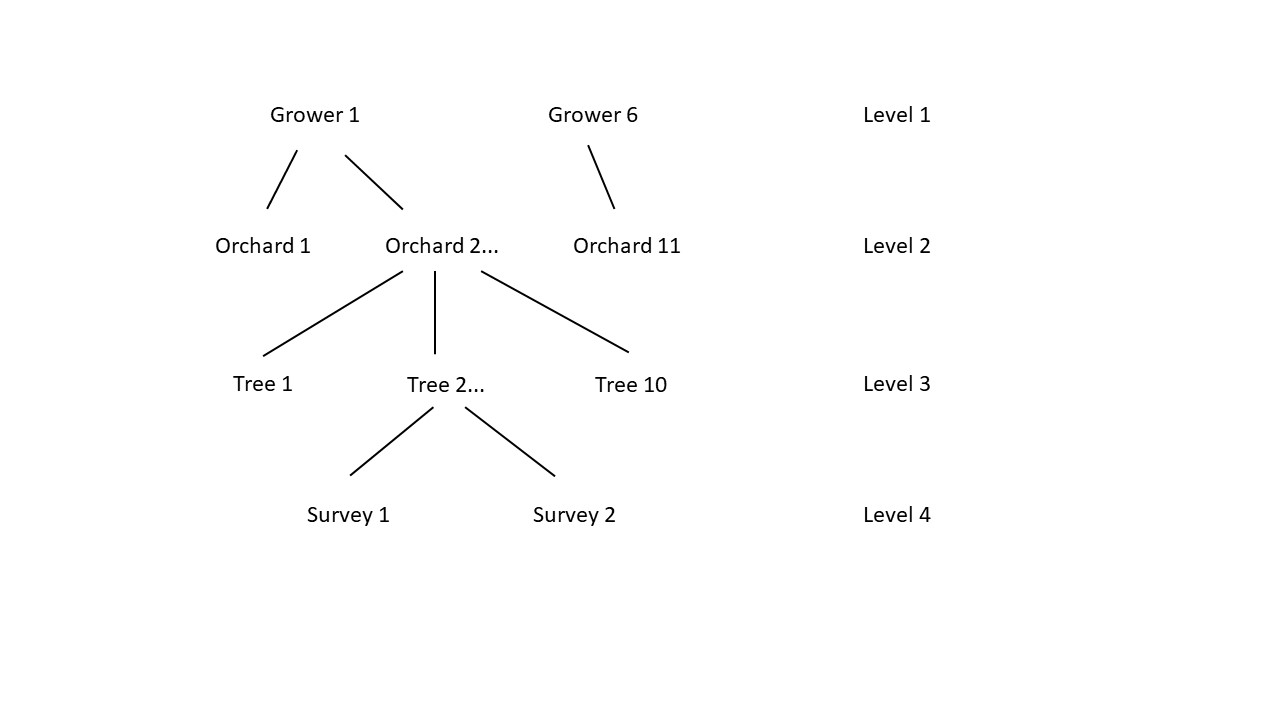 Grower 1 Grower 6 Level 1
Orchard 1 Orchard 2... Orchard 11 Level 2
Tree 1 Tree 2... Tree 10 Level 3
Survey 1 Survey 2 Level 4